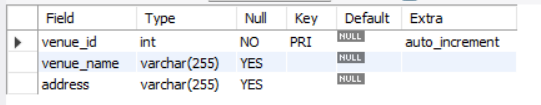 Field Type Null Key Default Extra
venue_id int NO PRI NULL auto_increment
venue_name varchar(255) YES NULL
address varchar(255) YES NULL